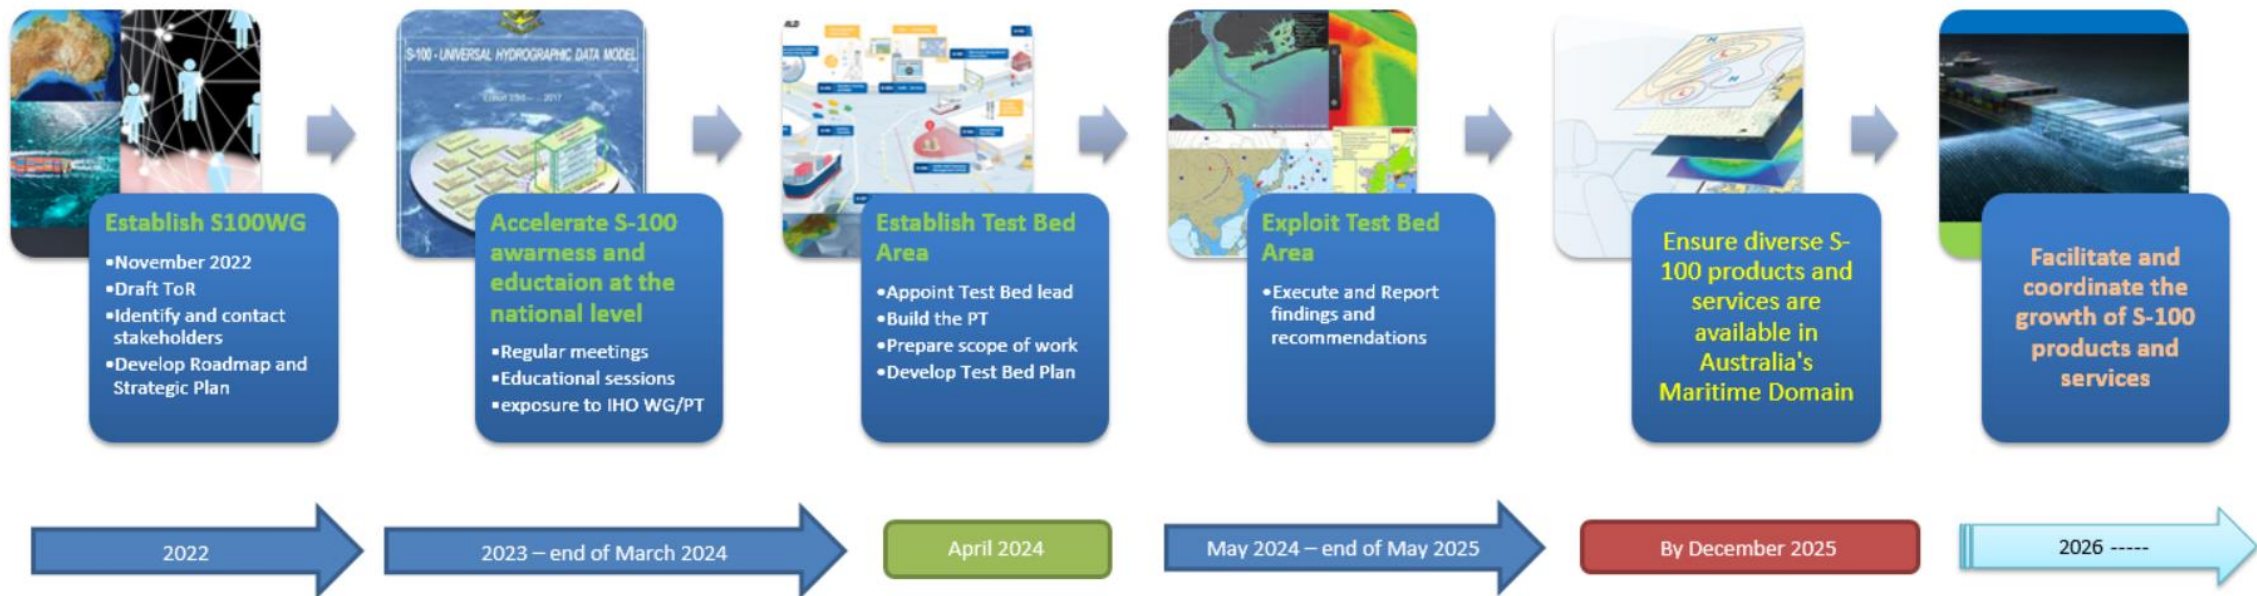 S-100 - UNIVERSAL HYDROGRAPHIC DATA MODEL
Establish S100WG
▪November 2022
▪Draft ToR
▪Identify and contact
stakeholders
▪Develop Roadmap and
Strategic Plan
Accelerate S-100
awarness and
eductaion at the
national level
▪Regular meetings
▪Educational sessions
▪exposure to IHO WG/PT
Establish Test Bed
Area
•Appoint Test Bed lead
•Build the PT
•Prepare scope of work
•Develop Test Bed Plan
Exploit Test Bed
Area
•Execute and Report
findings and
recommendations
Ensure diverse S-
100 products and
services are
available in
Australia's
Maritime Domain
Facilitate and
coordinate the
growth of S-100
products and
services
2022
2023 – end of March 2024
April 2024
May 2024 – end of May 2025
By December 2025
2026 -----